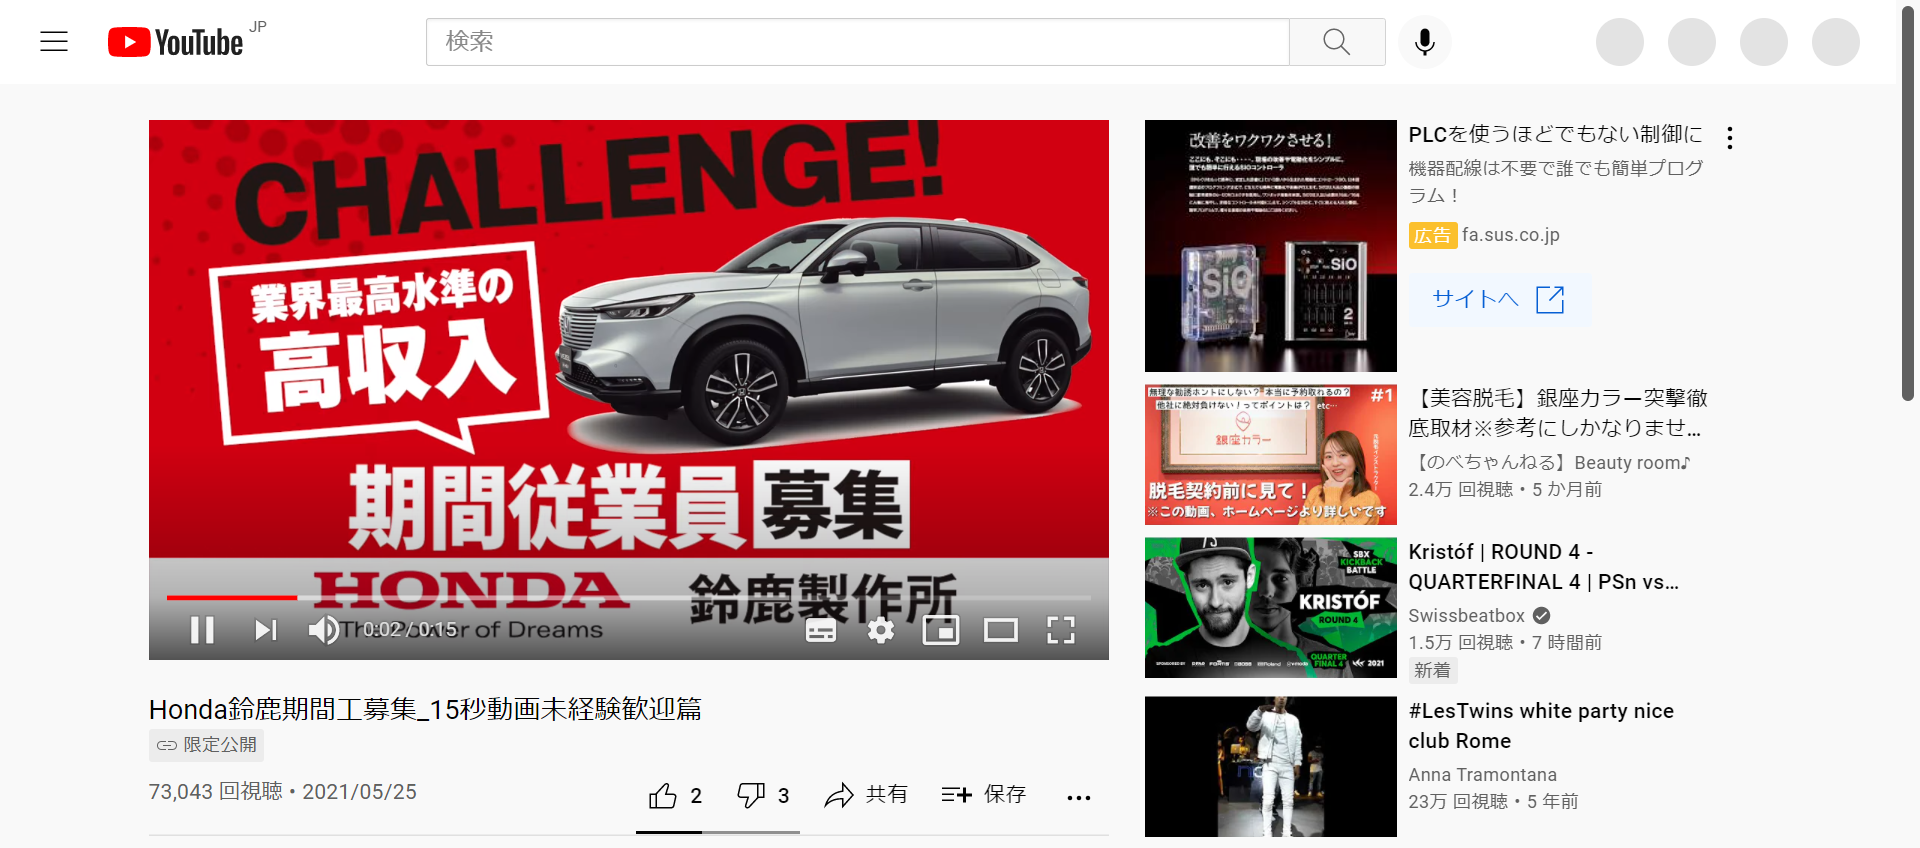 YouTube JP
検索
CHALLENGE!
業界最高水準の
高収入
期間従業員募集
HONDA 鈴鹿製作所
The Power of Dreams
0:02 / 0:15
Honda鈴鹿期間工募集_15秒動画未経験歓迎篇
限定公開
73,043 回視聴・2021/05/25
2
3
共有
保存
改善をワクワクさせる!
SiO
SiO
2
PLCを使うほどでもない制御に
機器配線は不要で誰でも簡単プログ
ラム!
広告 fa.sus.co.jp
サイトへ
無理な勧誘ホントにしない? 本当に予約取れるの?
他社に絶対負けない!ってポイントは? etc…
#1
銀座カラー
脱毛契約前に見て!
※この動画、ホームページより詳しいです
【美容脱毛】銀座カラー突撃徹
底取材※参考にしかなりませ...
【のべちゃんねる】Beauty room♪
2.4万 回視聴・5 か月前
SBX
KICKBACK
BATTLE
KRISTÓF
ROUND 4
QUARTER
FINAL 4
2021
Kristóf | ROUND 4 -
QUARTERFINAL 4 | PSn vs...
Swissbeatbox
1.5万 回視聴・7 時間前
新着
#LesTwins white party nice
club Rome
Anna Tramontana
23万 回視聴・5 年前